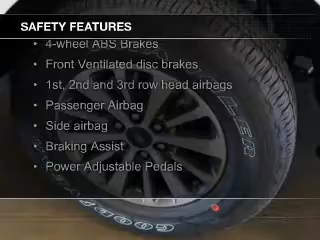 SAFETY FEATURES
• 4-wheel ABS Brakes
• Front Ventilated disc brakes
• 1st, 2nd and 3rd row head airbags
• Passenger Airbag
• Side airbag
• Braking Assist
• Power Adjustable Pedals
GOODYEAR